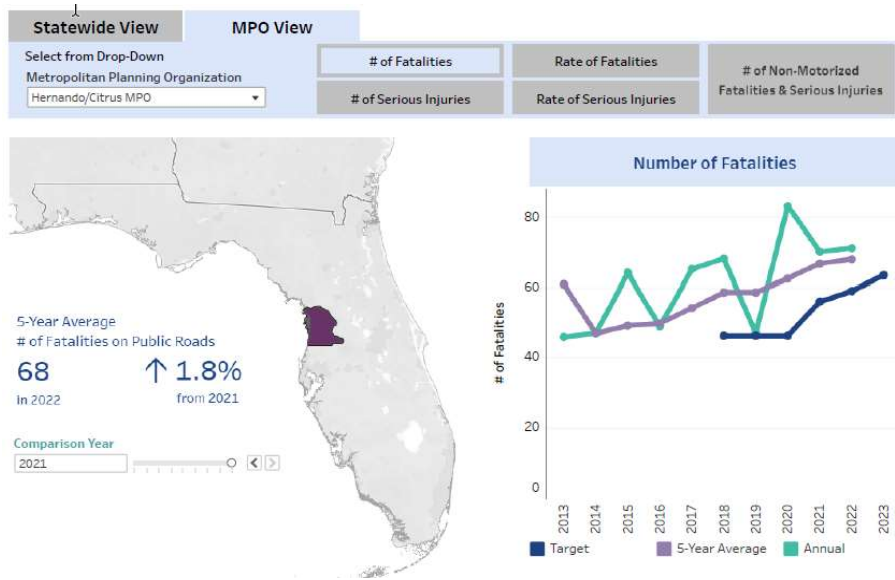 Statewide View
MPO View
Select from Drop-Down
Metropolitan Planning Organization
Hernando/Citrus MPO
# of Fatalities
Rate of Fatalities
# of Serious Injuries
Rate of Serious Injuries
# of Non-Motorized
Fatalities & Serious Injuries
5-Year Average
# of Fatalities on Public Roads
68
↑ 1.8%
in 2022
from 2021
Comparison Year
2021
Number of Fatalities
# of Fatalities
80
60
40
20
0
2013
2014
2015
2016
2017
2018
2019
2020
2021
2022
2023
Target
5-Year Average
Annual